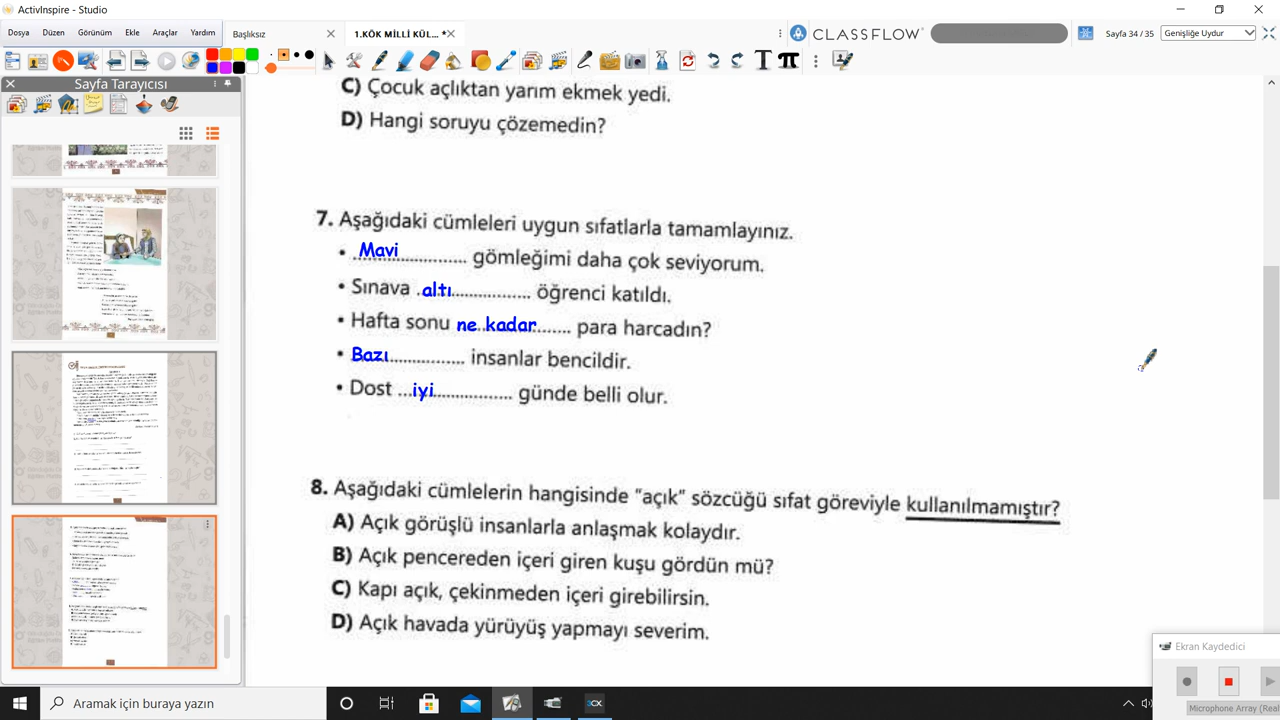 ActivInspire - Studio
Dosya Düzen Görünüm Ekle Araçlar Yardım
Başlıksız
1.KÖK MİLLİ KÜL... *
CLASSFLOW
Sayfa 34 / 35
Genişliğe Uydur
Sayfa Tarayıcısı
C) Çocuk açlıktan yarım ekmek yedi.
D) Hangi soruyu çözemedin?
7. Aşağıdaki cümleleri uygun sıfatlarla tamamlayınız.
• Mavi ................ gömleğimi daha çok seviyorum.
• Sınava .altı................ öğrenci katıldı.
• Hafta sonu ne kadar ....... para harcadın?
• Bazı ................ insanlar bencildir.
• Dost ...iyi................ günde belli olur.
8. Aşağıdaki cümlelerin hangisinde "açık" sözcüğü sıfat göreviyle kullanılmamıştır?
A) Açık görüşlü insanlarla anlaşmak kolaydır.
B) Açık pencereden içeri giren kuşu gördün mü?
C) Kapı açık, çekinmeden içeri girebilirsin.
D) Açık havada yürüyüş yapmayı severim.
Ekran Kaydedici
Microphone Array (Real
Aramak için buraya yazın